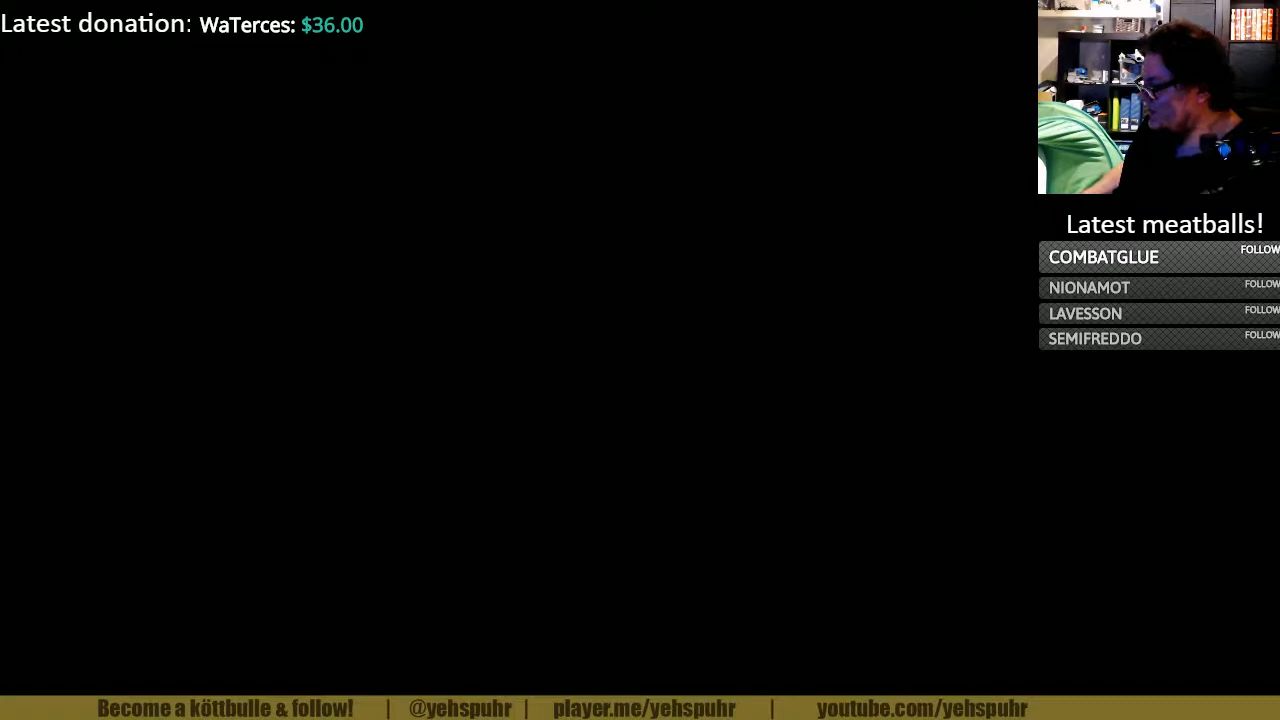 Latest donation: WaTerces: $36.00
Latest meatballs!
COMBATGLUE FOLLOW
NIONAMOT FOLLOW
LAVESSON FOLLOW
SEMIFREDDO FOLLOW
Become a köttbulle & follow! | @yehspuhr | player.me/yehspuhr | youtube.com/yehspuhr